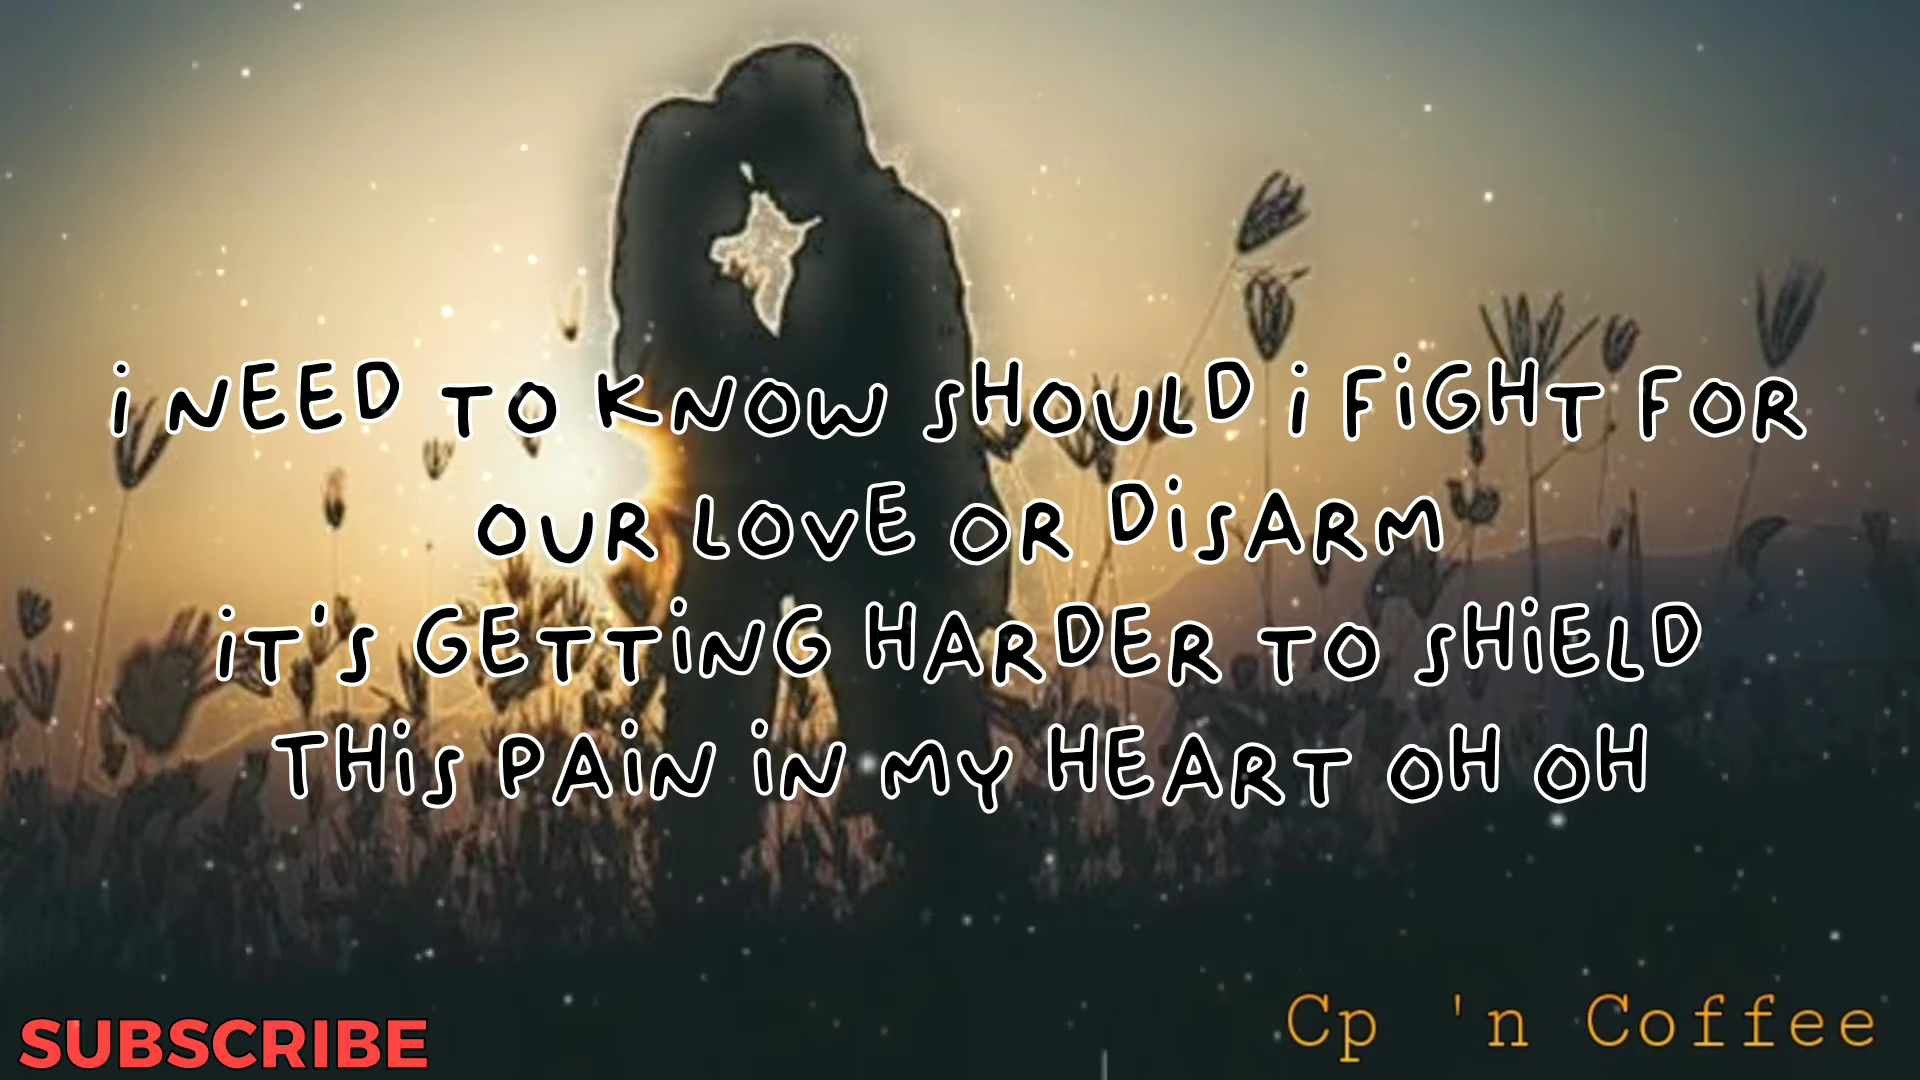 i NEED TO KNOW SHOULD i FiGHT FOR
OUR LOVE OR DiSARM
iT'S GETTiNG HARDER TO SHiELD
THiS PAiN iN MY HEART OH OH
SUBSCRIBE
Cp 'n Coffee